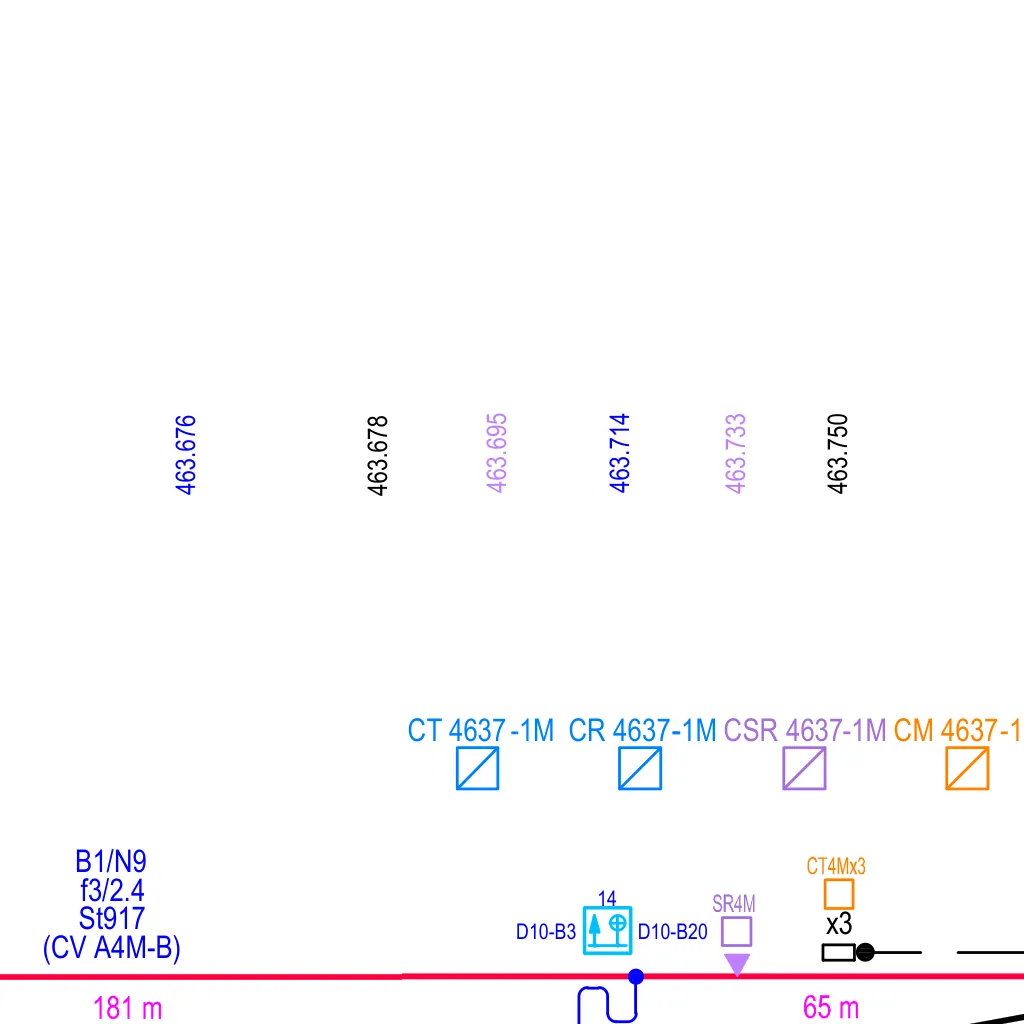 463.676
463.678
463.695
463.714
463.733
463.750
CT 4637-1M
CR 4637-1M
CSR 4637-1M
CM 4637-1
B1/N9
f3/2.4
St917
(CV A4M-B)
14
D10-B3
D10-B20
SR4M
CT4Mx3
x3
181 m
65 m